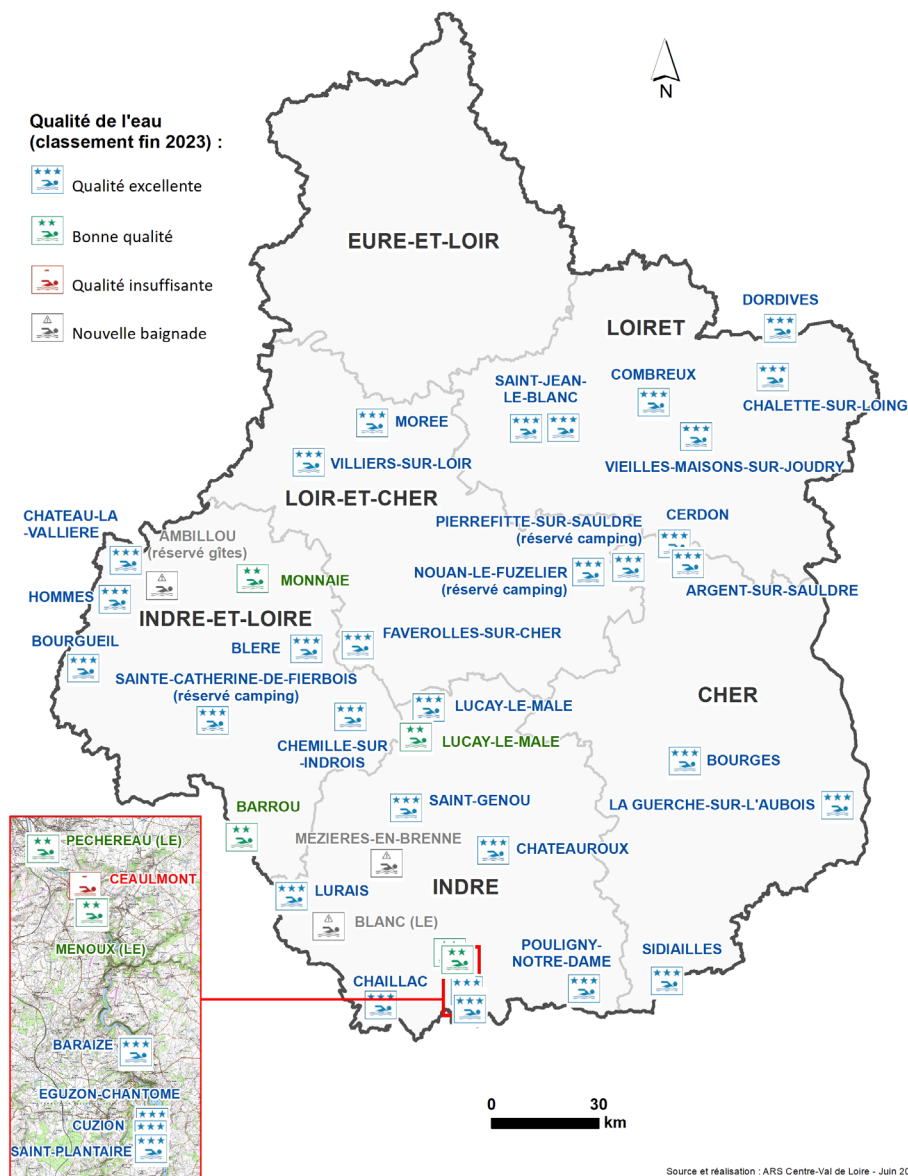 N
Qualité de l'eau
(classement fin 2023) :
Qualité excellente
Bonne qualité
Qualité insuffisante
Nouvelle baignade
EURE-ET-LOIR
DORDIVES
LOIRET
COMBREUX
SAINT-JEAN-
LE-BLANC
CHALETTE-SUR-LOING
MOREE
VILLIERS-SUR-LOIR
VIEILLES-MAISONS-SUR-JOUDRY
LOIR-ET-CHER
CHATEAU-LA
-VALLIERE
AMBILLOU
(réservé gîtes)
PIERREFITTE-SUR-SAULDRE
(réservé camping)
CERDON
MONNAIE
NOUAN-LE-FUZELIER
(réservé camping)
ARGENT-SUR-SAULDRE
HOMMES
INDRE-ET-LOIRE
BOURGUEIL
BLERE
FAVEROLLES-SUR-CHER
SAINTE-CATHERINE-DE-FIERBOIS
(réservé camping)
CHER
LUCAY-LE-MALE
CHEMILLE-SUR
-INDROIS
LUCAY-LE-MALE
BOURGES
SAINT-GENOU
LA GUERCHE-SUR-L'AUBOIS
BARROU
MEZIERES-EN-BRENNE
CHATEAUROUX
LURAIS
INDRE
BLANC (LE)
POULIGNY-
NOTRE-DAME
SIDIAILLES
CHAILLAC
PECHEREAU (LE)
CEAULMONT
MENOUX (LE)
BARAIZE
EGUZON-CHANTOME
CUZION
SAINT-PLANTAIRE
0 30
km
Source et réalisation : ARS Centre-Val de Loire - Juin 20